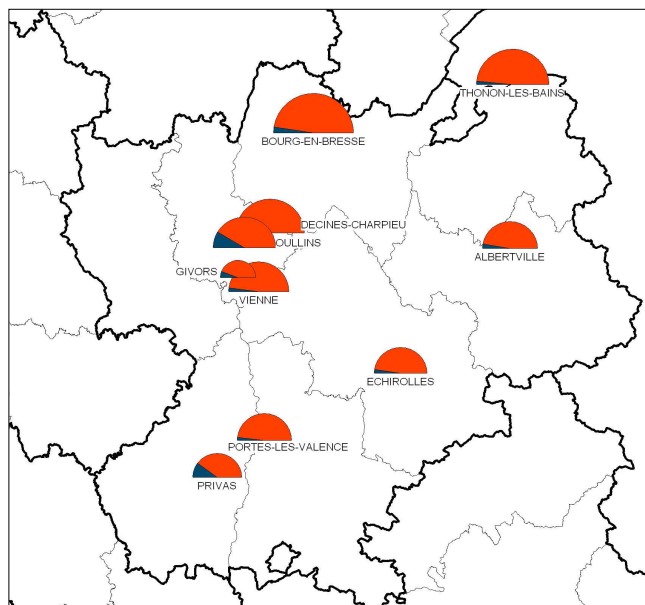 THONON-LES-BAINS
BOURG-EN-BRESSE
DECINES-CHARPIEU
OULLINS
ALBERTVILLE
GIVORS
VIENNE
ECHIROLLES
PORTES-LES-VALENCE
PRIVAS